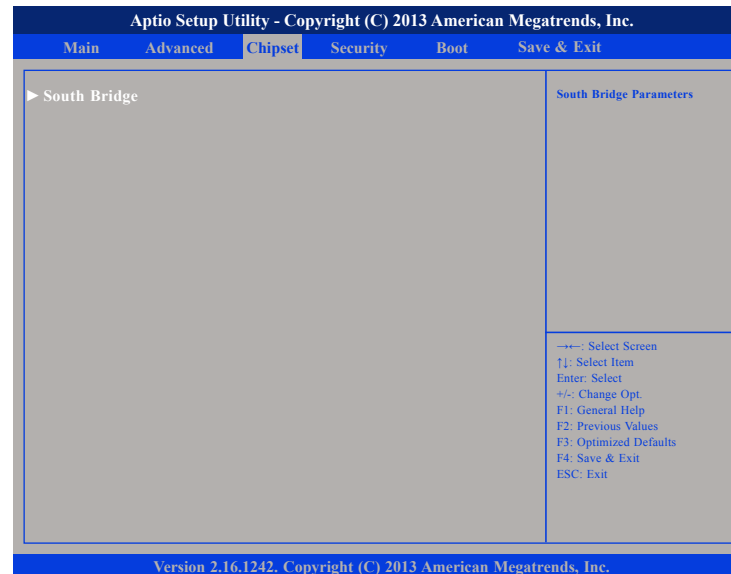 Aptio Setup Utility - Copyright (C) 2013 American Megatrends, Inc.
Main Advanced Chipset Security Boot Save & Exit
► South Bridge
South Bridge Parameters
→←: Select Screen
↑↓: Select Item
Enter: Select
+/-: Change Opt.
F1: General Help
F2: Previous Values
F3: Optimized Defaults
F4: Save & Exit
ESC: Exit
Version 2.16.1242. Copyright (C) 2013 American Megatrends, Inc.